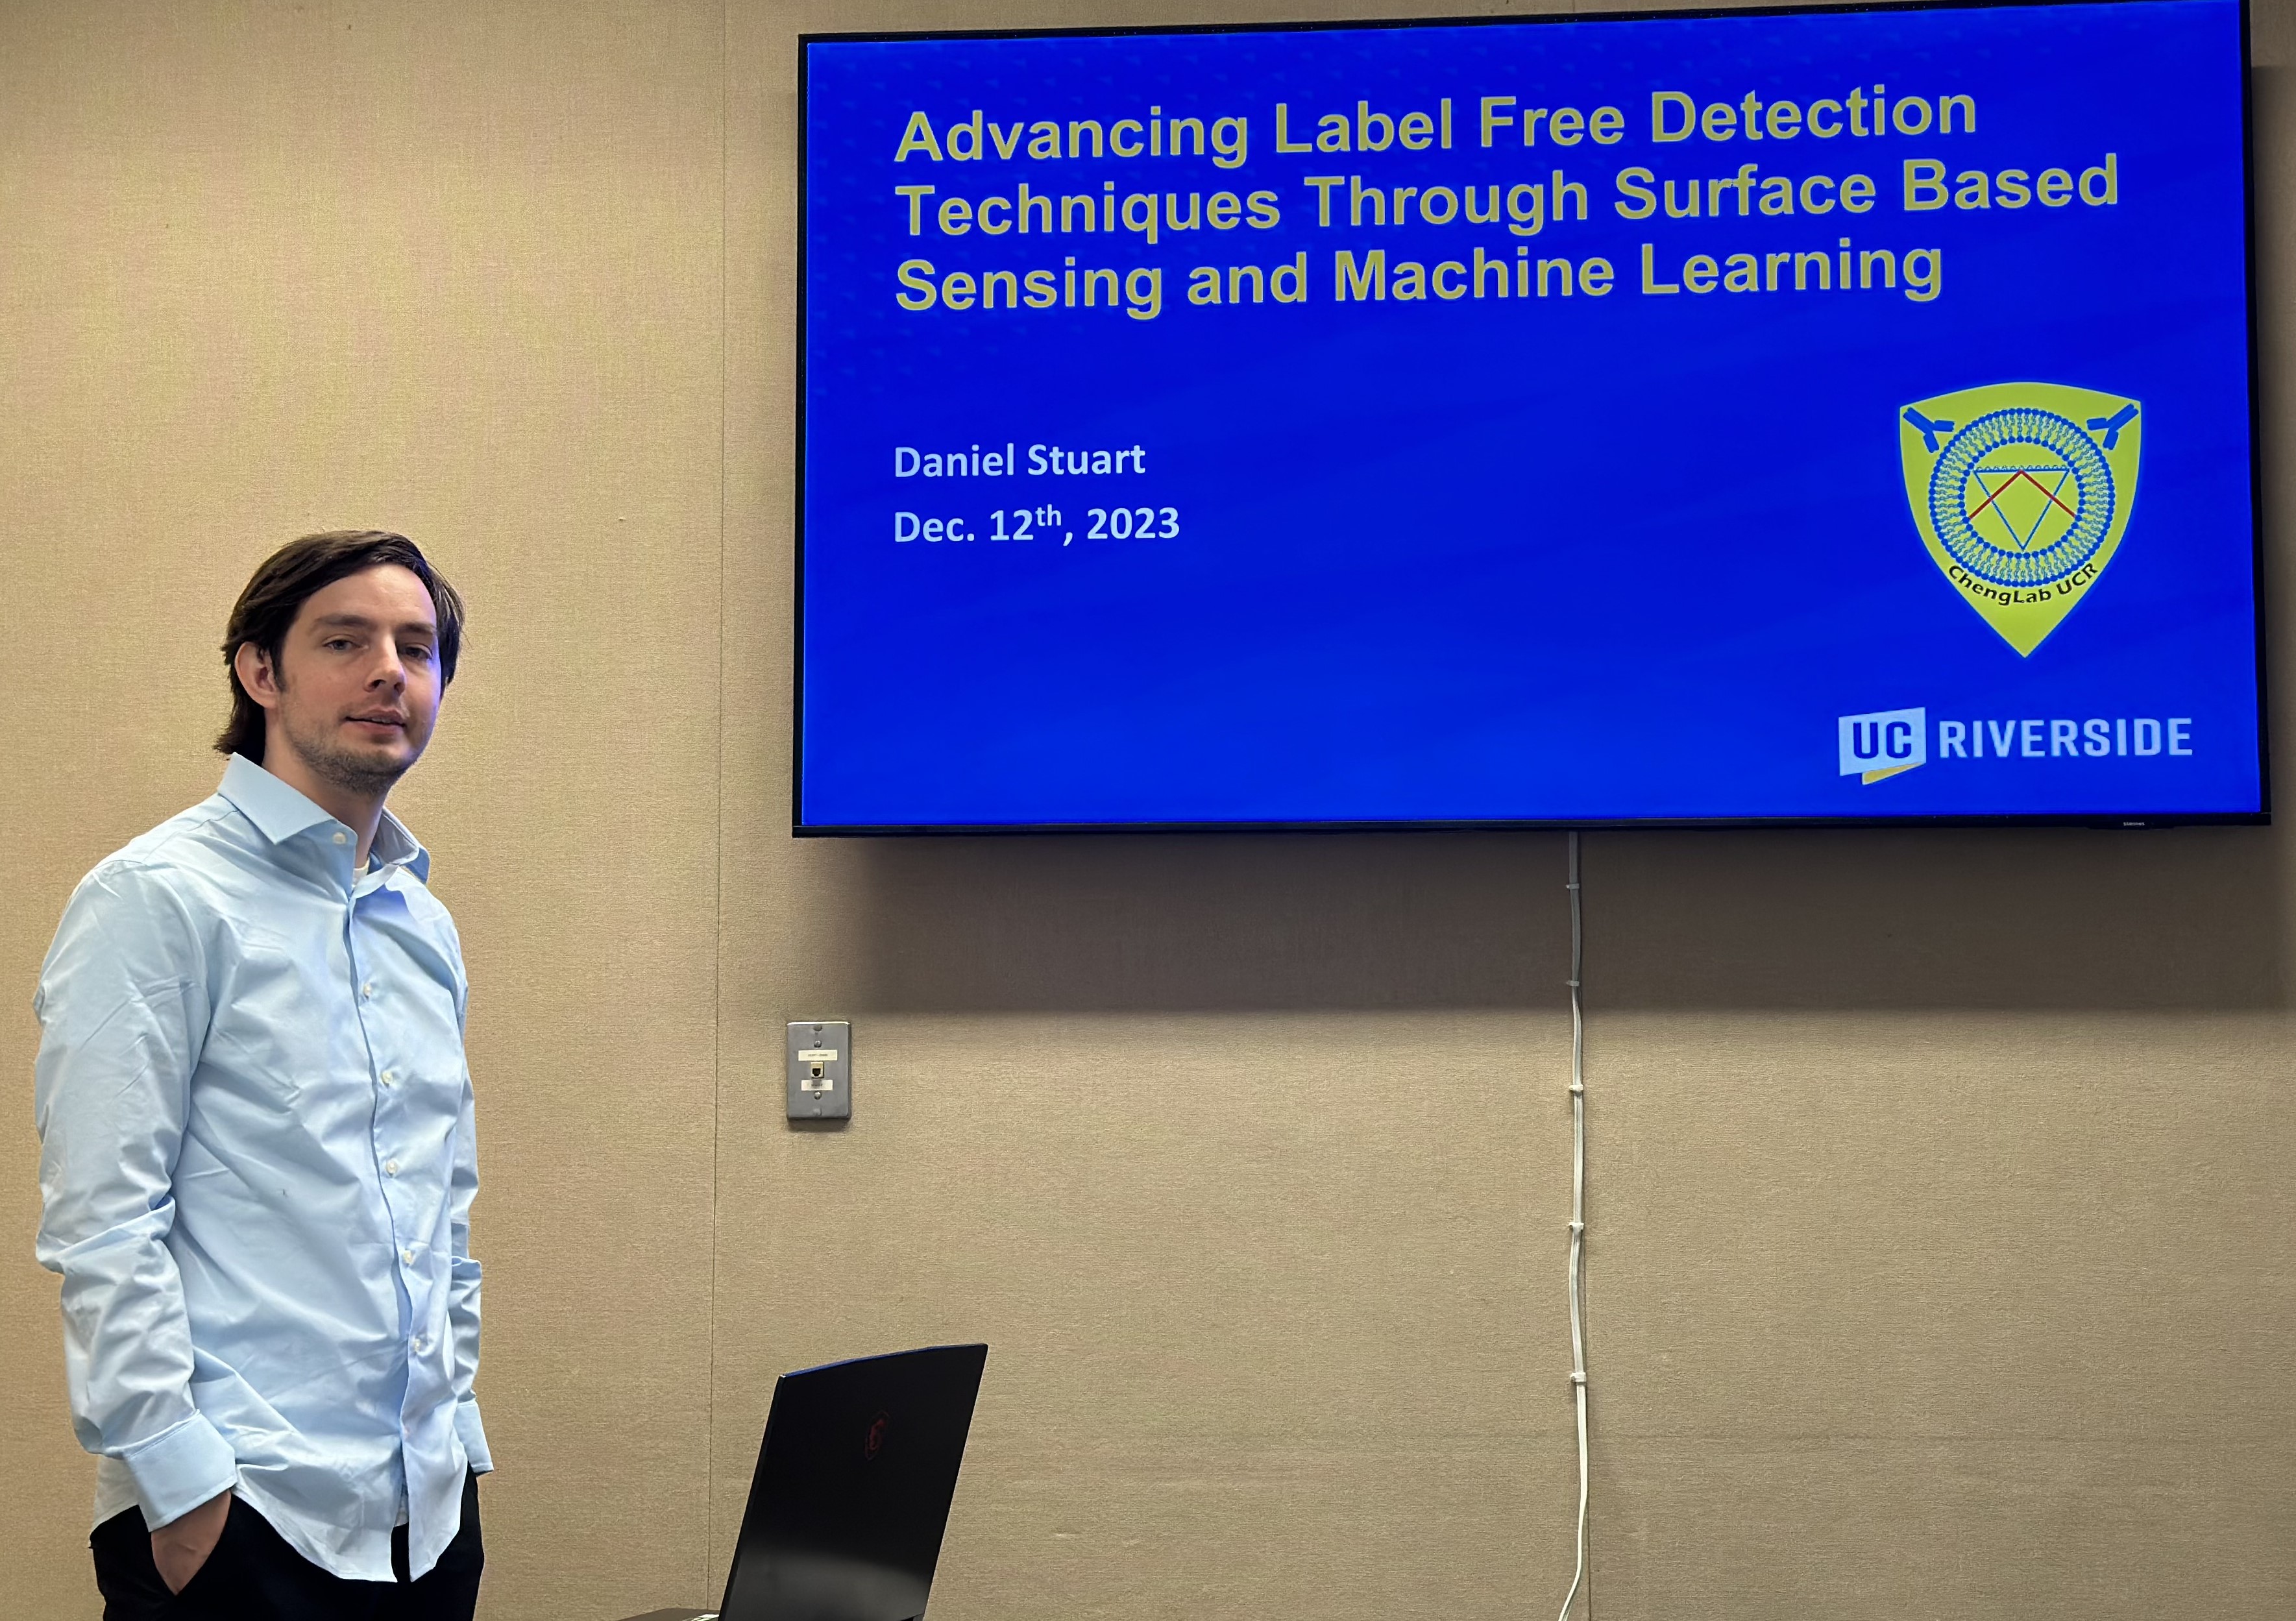 Advancing Label Free Detection
Techniques Through Surface Based
Sensing and Machine Learning
Daniel Stuart
Dec. 12th, 2023
ChengLab UCR
UC RIVERSIDE
SAMSUNG